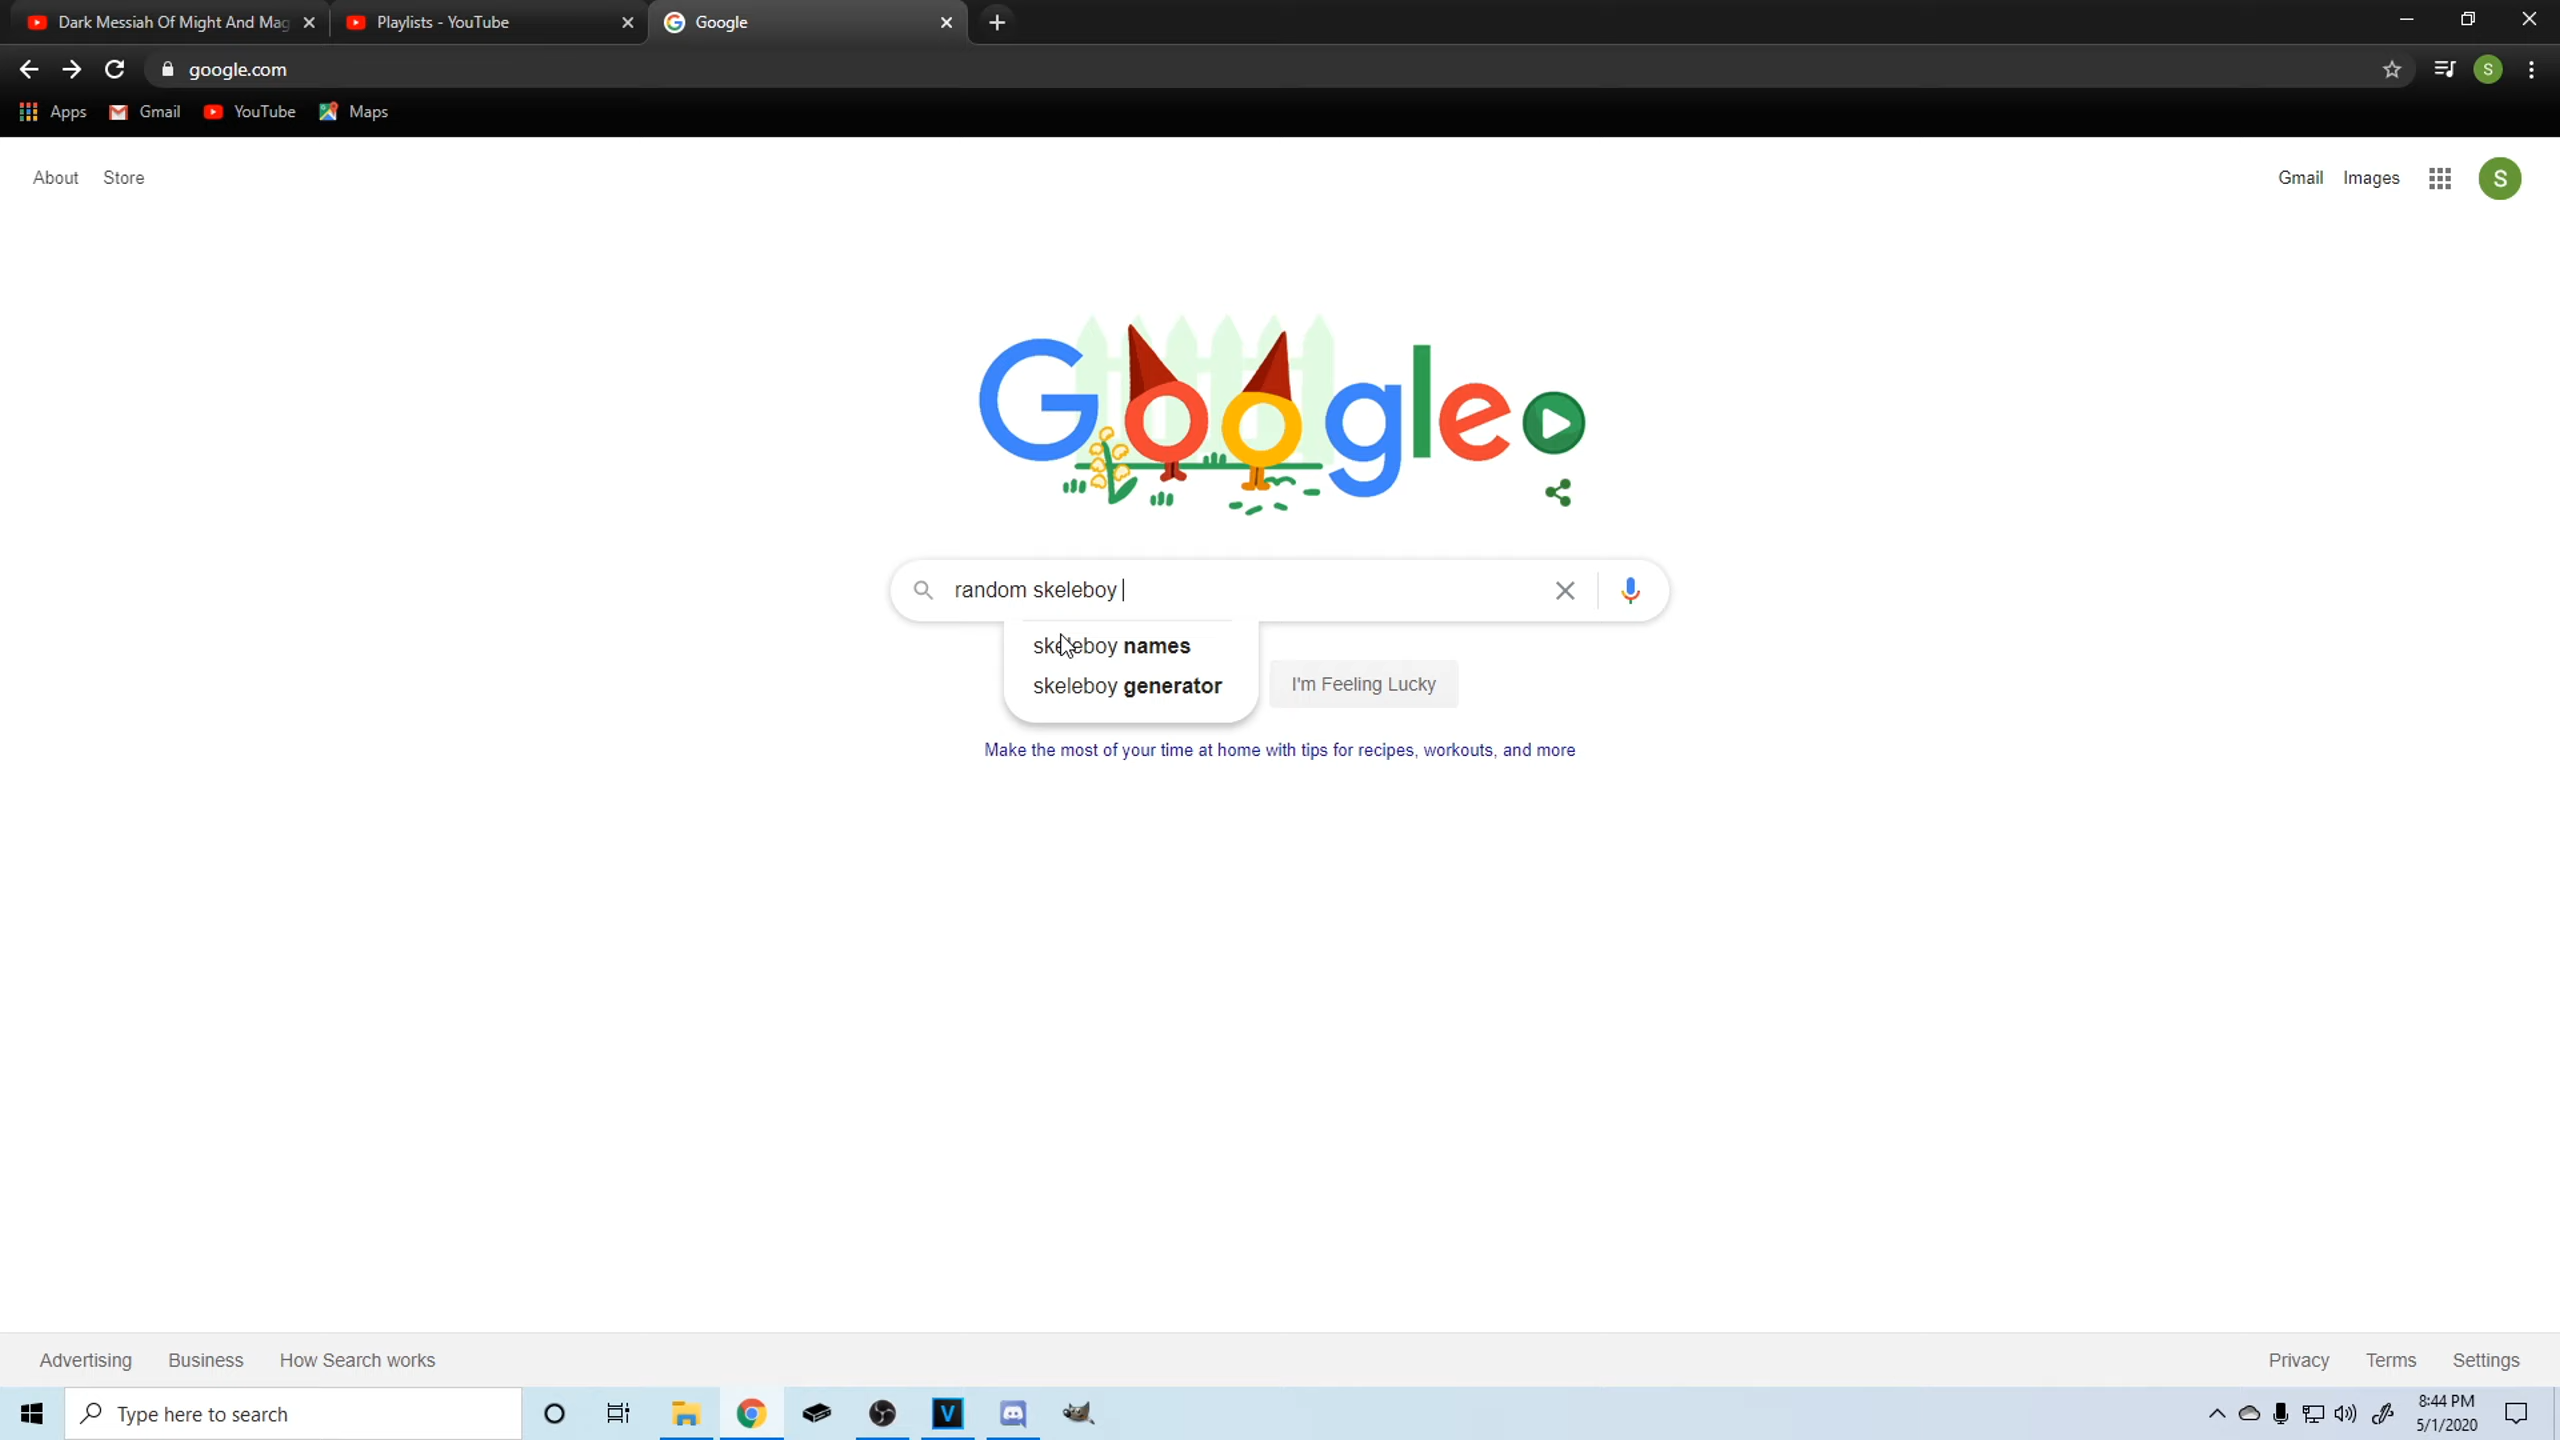 Dark Messiah Of Might And Mag
Playlists - YouTube
Google
google.com
S
Apps
Gmail
YouTube
Maps
About
Store
Gmail
Images
S
Google
random skeleboy
skeleboy names
skeleboy generator
I'm Feeling Lucky
Make the most of your time at home with tips for recipes, workouts, and more
Advertising
Business
How Search works
Privacy
Terms
Settings
Type here to search
V
8:44 PM
5/1/2020